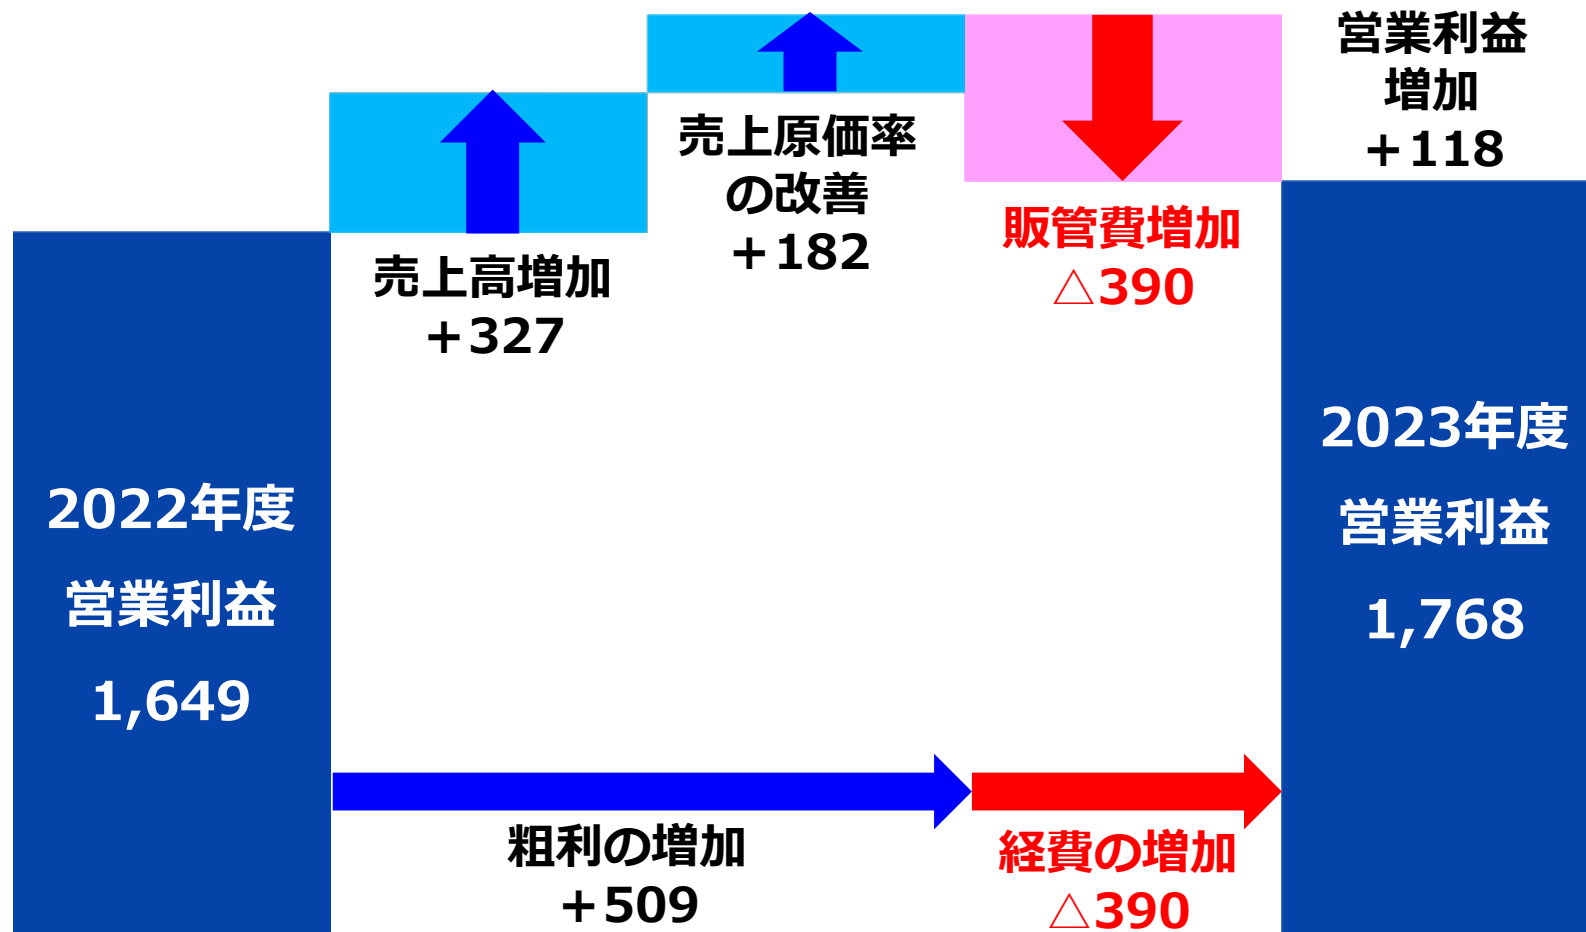 2022年度
営業利益
1,649
売上高増加
＋327
売上原価率
の改善
＋182
販管費増加
△390
営業利益
増加
＋118
2023年度
営業利益
1,768
粗利の増加
＋509
経費の増加
△390